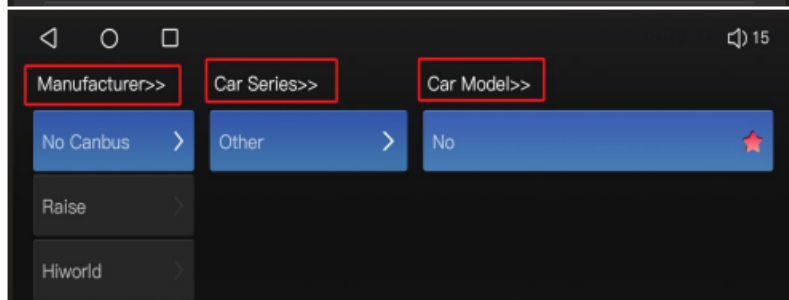 15
Manufacturer>> Car Series>> Car Model>>
No Canbus Other No
Raise
Hiworld